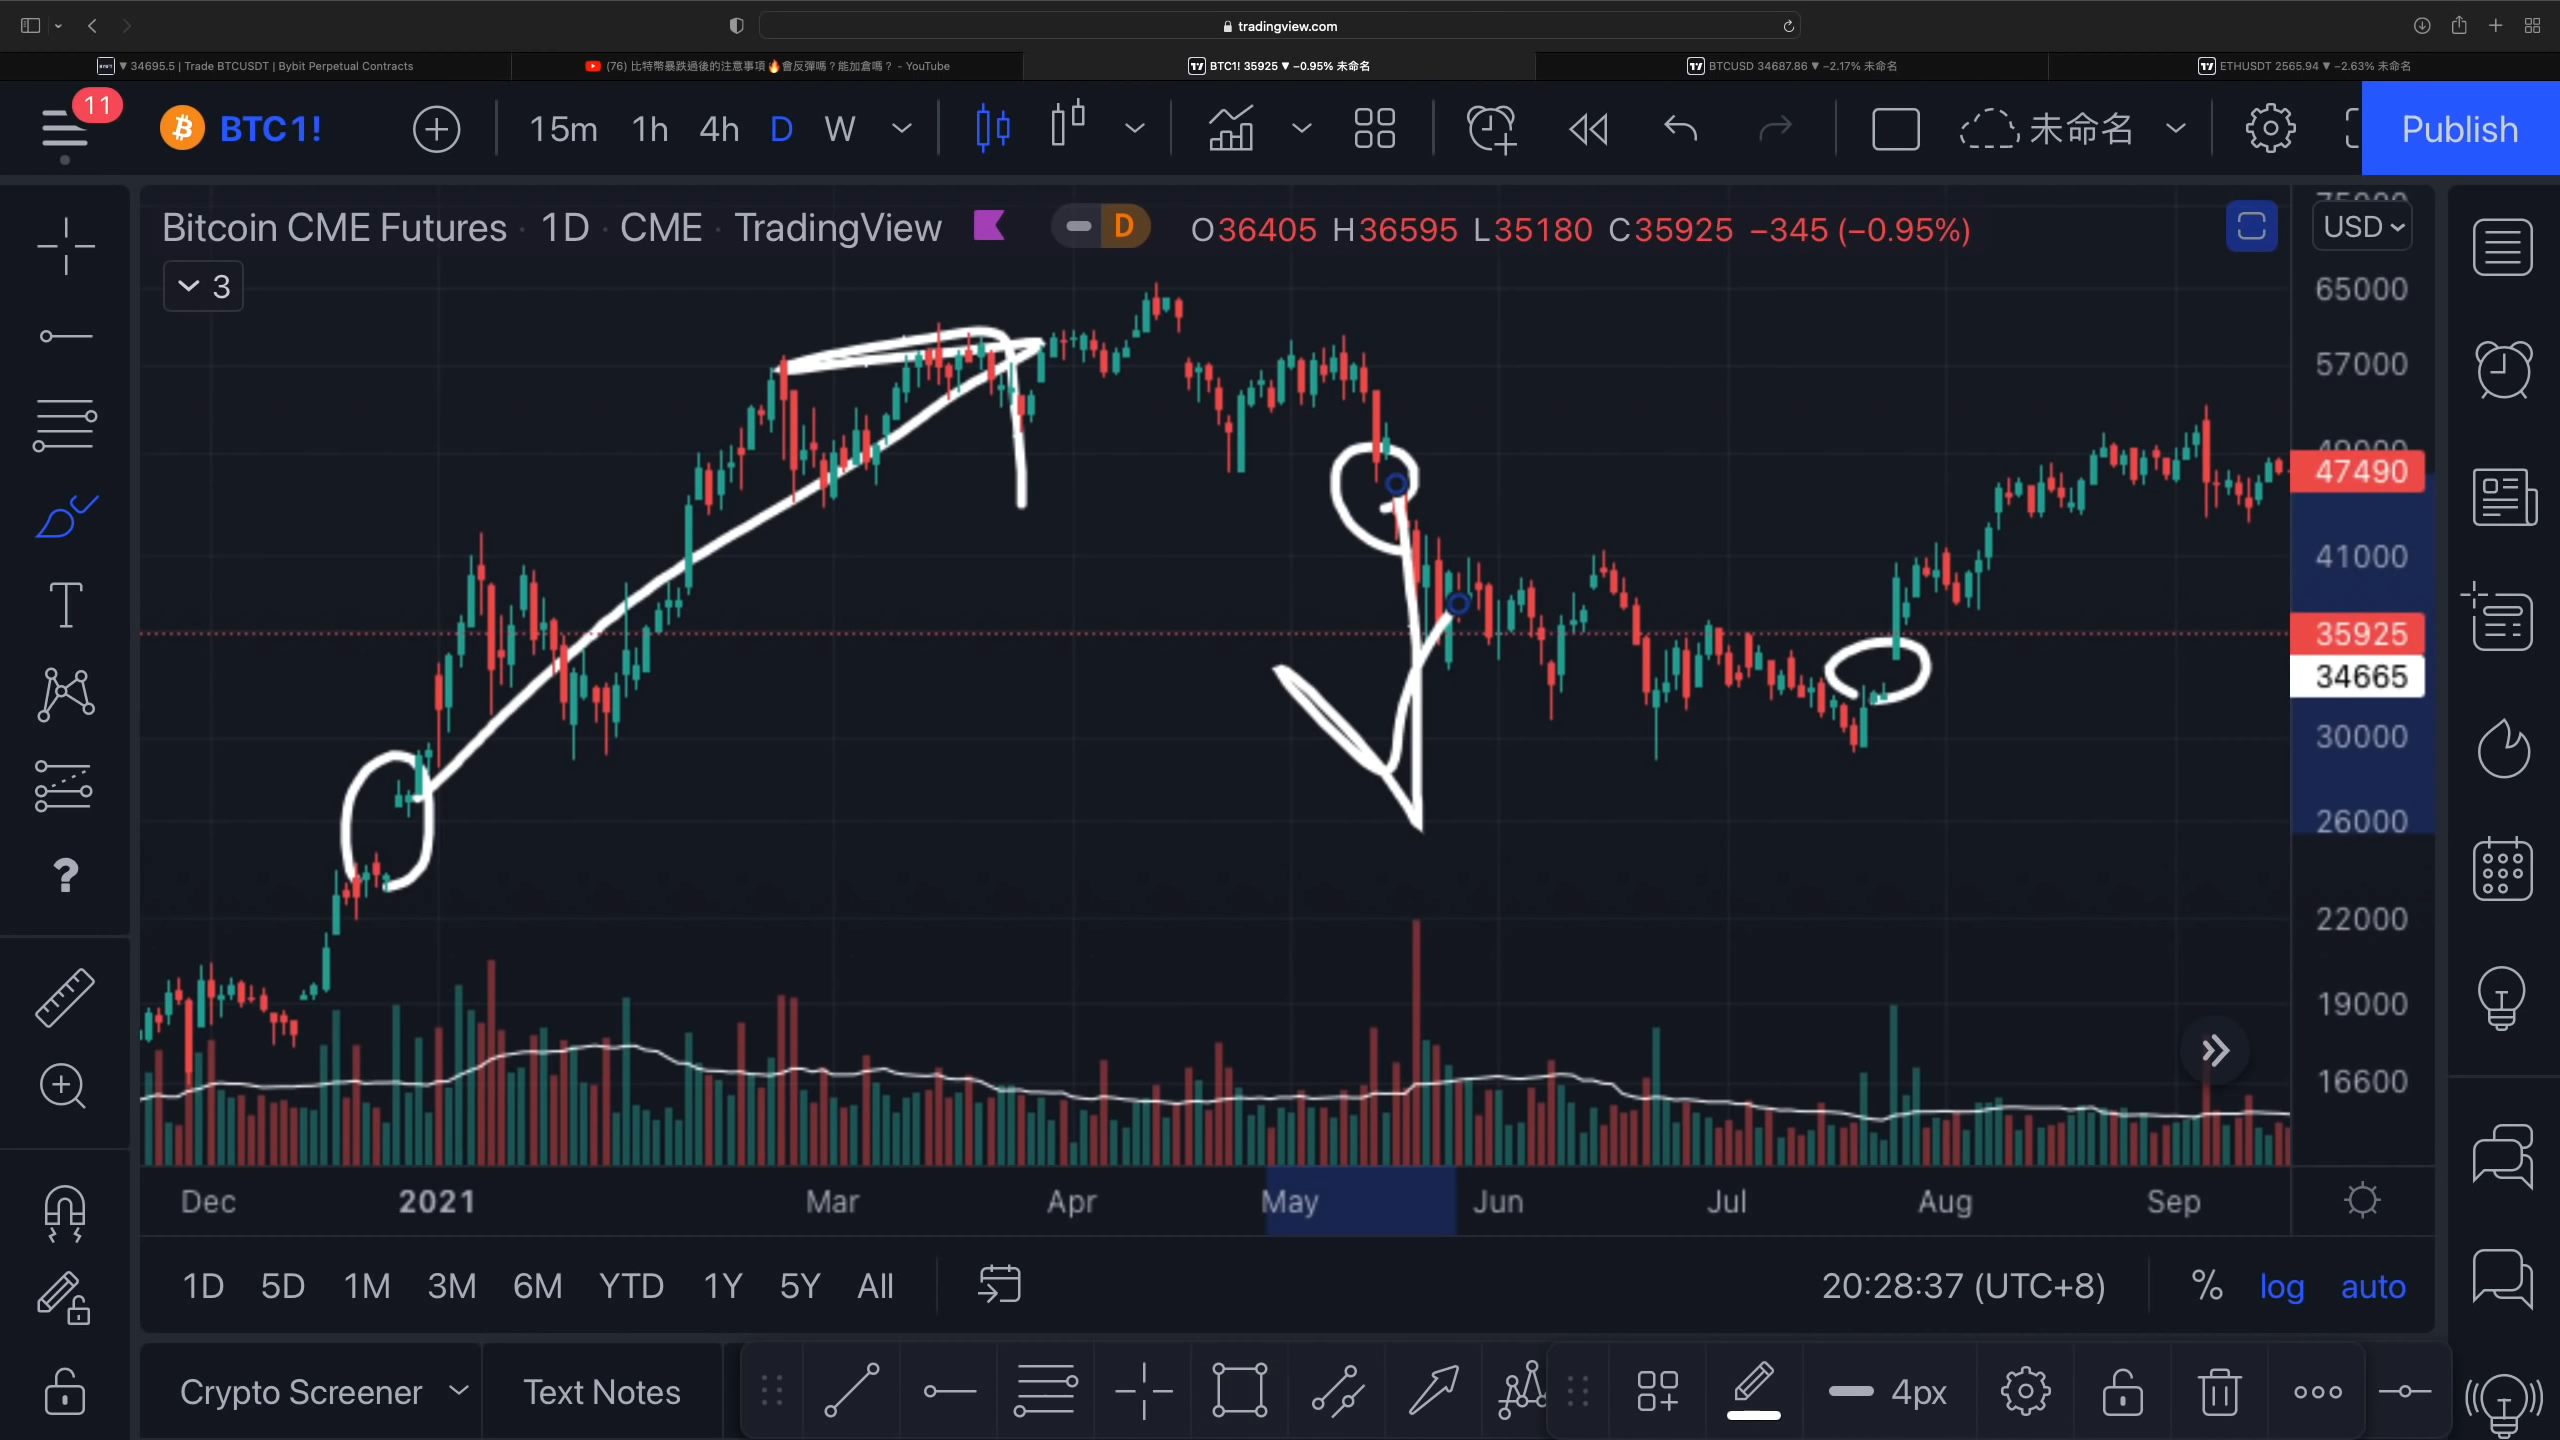 tradingview.com
▼ 34695.5 | Trade BTCUSDT | Bybit Perpetual Contracts
(76) 比特幣暴跌過後的注意事項🔥會反彈嗎？能加倉嗎？ - YouTube
BTC1! 35925 ▼ −0.95% 未命名
BTCUSD 34687.86 ▼ −2.17% 未命名
ETHUSDT 2565.94 ▼ −2.63% 未命名
11
BTC1!
15m 1h 4h D W
未命名
Publish
Bitcoin CME Futures · 1D · CME · TradingView
D
O36405 H36595 L35180 C35925 −345 (−0.95%)
USD
3
75000
65000
57000
49000
47490
41000
35925
34665
30000
26000
22000
19000
16600
Dec 2021 Mar Apr May Jun Jul Aug Sep
1D 5D 1M 3M 6M YTD 1Y 5Y All
20:28:37 (UTC+8) % log auto
Crypto Screener
Text Notes
4px